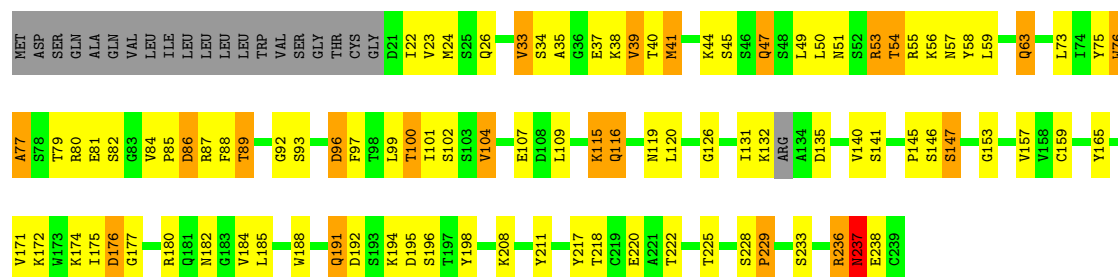 MET ASP SER GLN ALA GLN VAL LEU ILE LEU LEU LEU LEU TRP VAL SER GLY THR CYS GLY D21 I22 V23 M24 S25 Q26 V33 S34 A35 G36 E37 K38 V39 T40 M41 K44 S45 S46 Q47 S48 L49 L50 N51 S52 R53 T54 R55 K56 N57 Y58 L59 Q63 L73 I74 Y75 W76
A77 S78 T79 R80 E81 S82 G83 V84 P85 D86 R87 F88 T89 G92 S93 D96 F97 T98 L99 T100 I101 S102 S103 V104 E107 D108 L109 K115 Q116 N119 L120 G126 I131 K132 ARG A134 D135 V140 S141 P145 S146 S147 G153 V157 V158 C159 Y165
V171 K172 W173 K174 I175 D176 G177 R180 Q181 N182 G183 V184 L185 W188 Q191 D192 S193 K194 D195 S196 T197 Y198 K208 Y211 Y217 T218 C219 E220 A221 T222 T225 S228 P229 S233 R236 N237 E238 C239